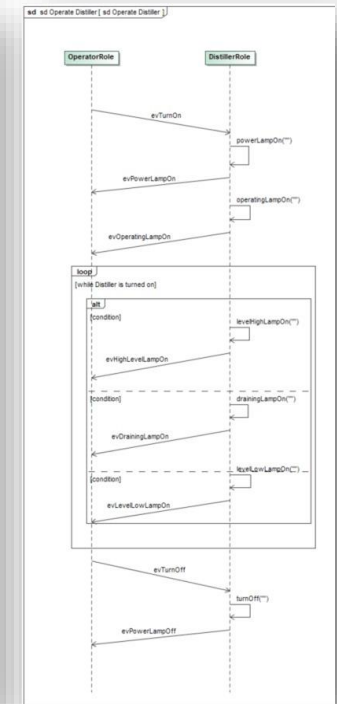 sd sd Operate Distiller [ sd Operate Distiller ]
OperatorRole
DistillerRole
evTurnOn
powerLampOn("")
evPowerLampOn
operatingLampOn("")
evOperatingLampOn
loop
[while Distiller is turned on]
alt
[condition]
levelHighLampOn("")
evHighLevelLampOn
[condition]
drainingLampOn("")
evDrainingLampOn
levelLowLampOn("")
[condition]
evLevelLowLampOn
evTurnOff
turnOff("")
evPowerLampOff